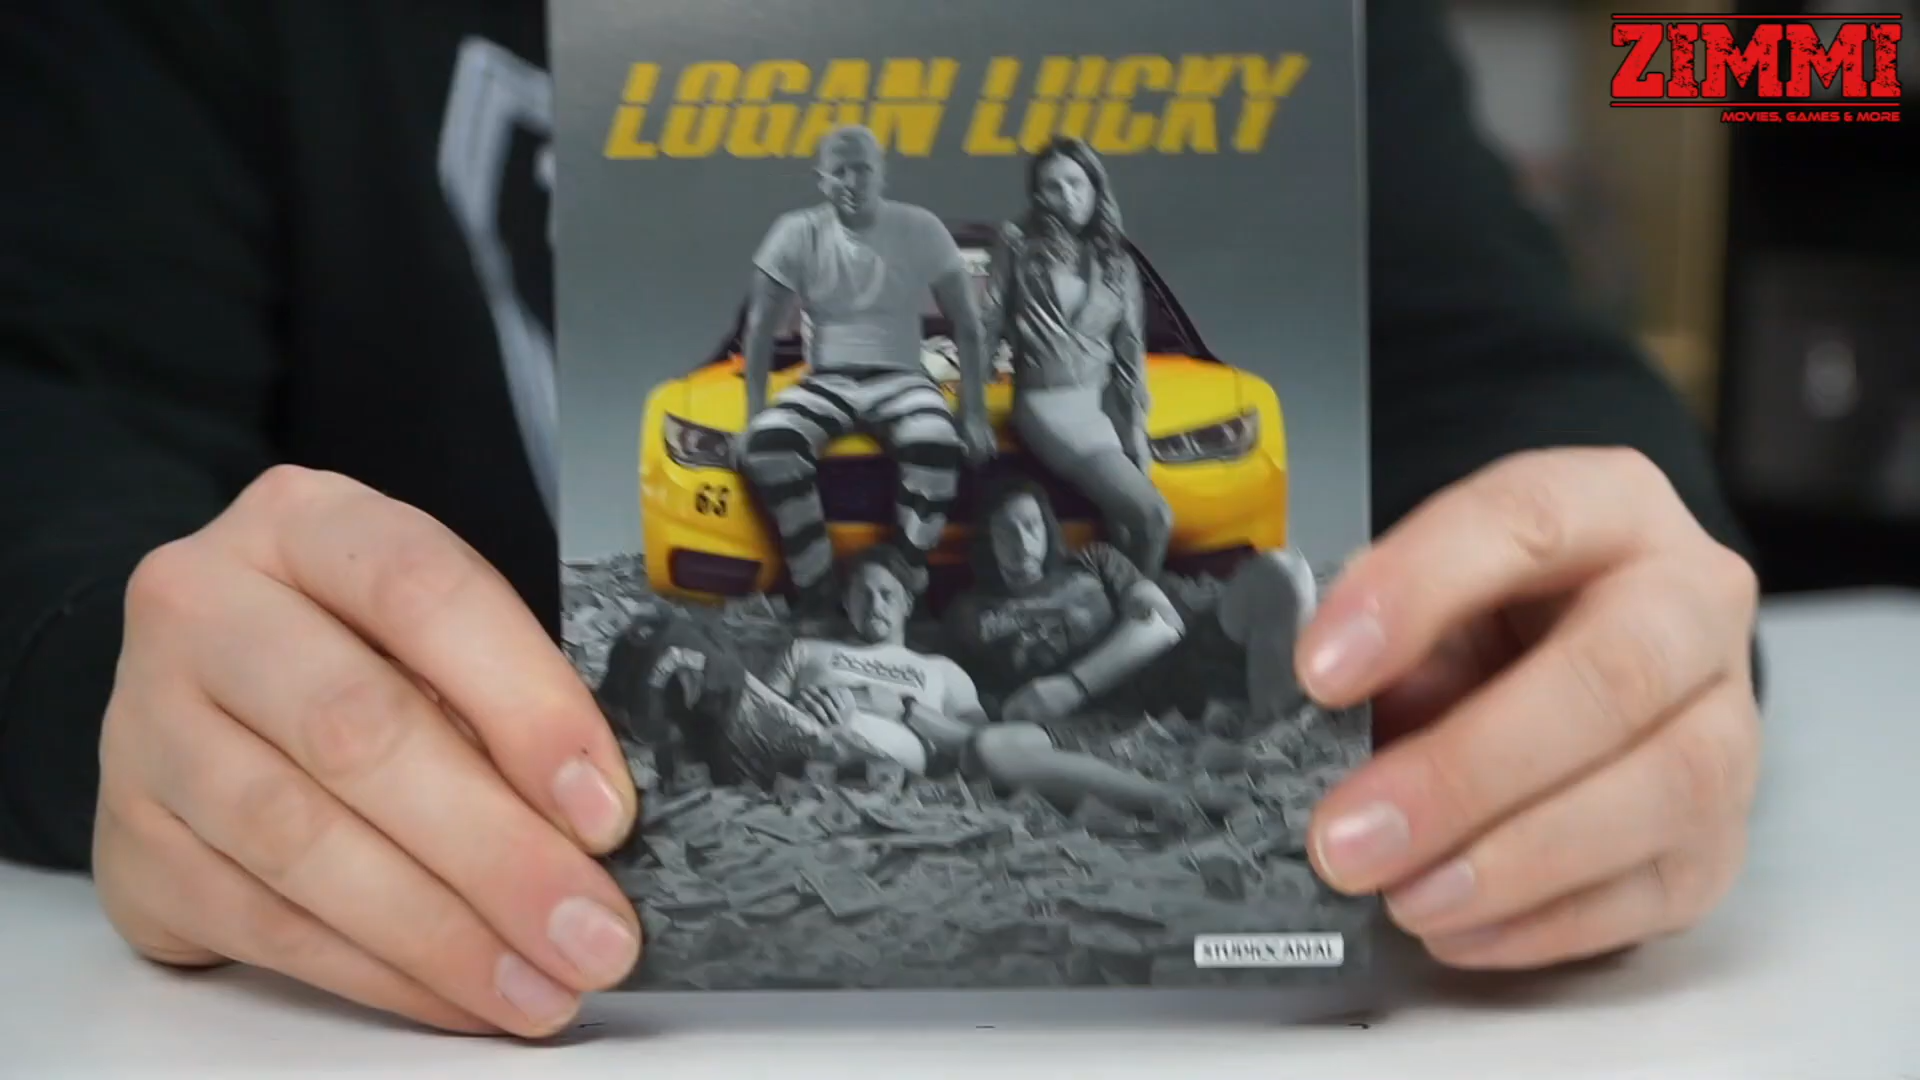 ZIMMI
MOVIES, GAMES & MORE
LOGAN LUCKY
63
STUDIOCANAL